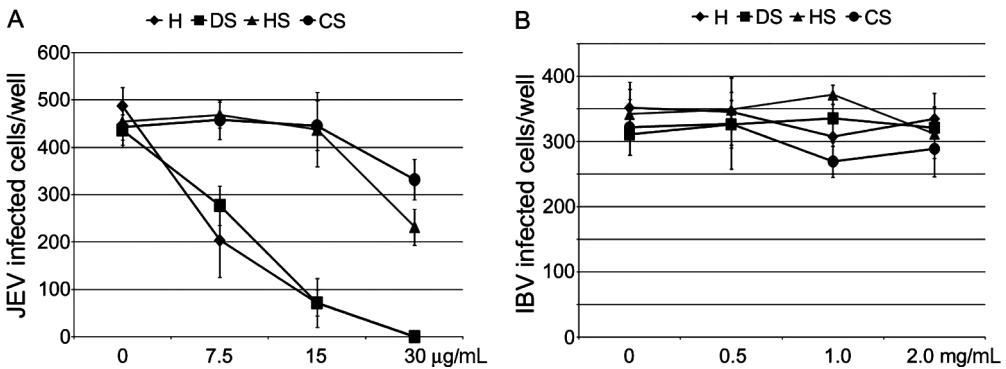 A
H DS HS CS
JEV infected cells/well
600
500
400
300
200
100
0
0 7.5 15 30 μg/mL
B
H DS HS CS
IBV infected cells/well
400
300
200
100
0
0 0.5 1.0 2.0 mg/mL